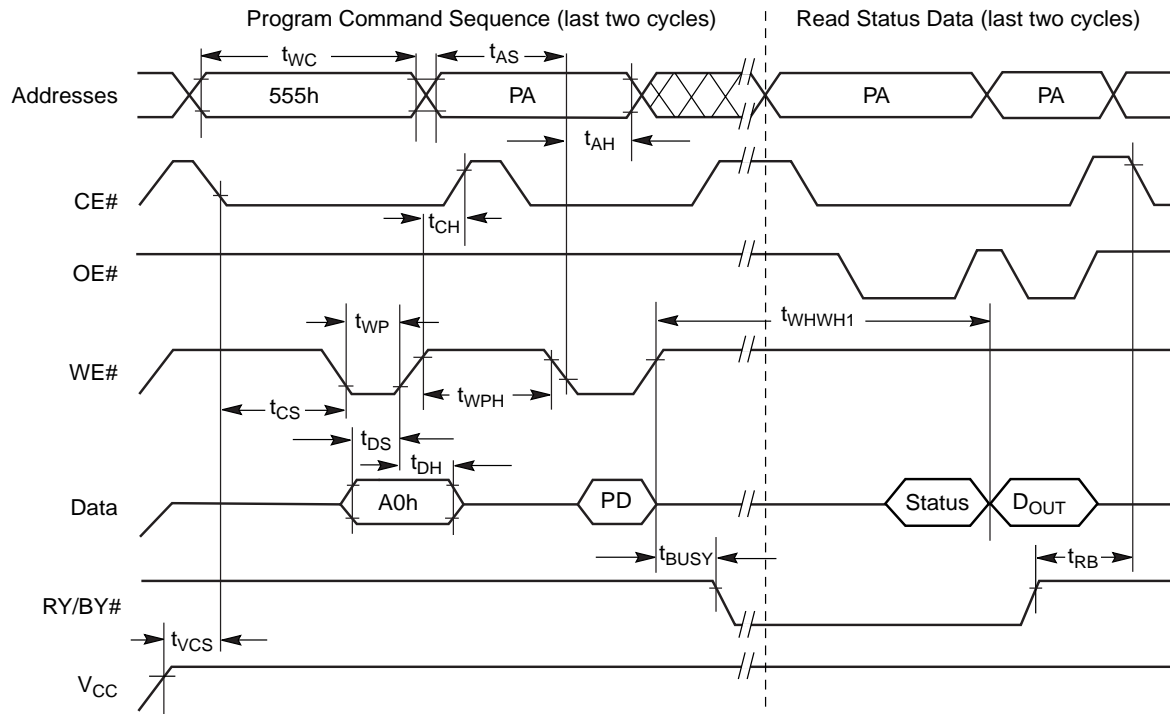 Program Command Sequence (last two cycles) Read Status Data (last two cycles)
tWC tAS
Addresses 555h PA PA PA
tAH
CE#
tCH
OE#
tWP tWHWH1
WE#
tCS tWPH
tDS
tDH
Data A0h PD Status DOUT
tBUSY tRB
RY/BY#
tVCS
VCC